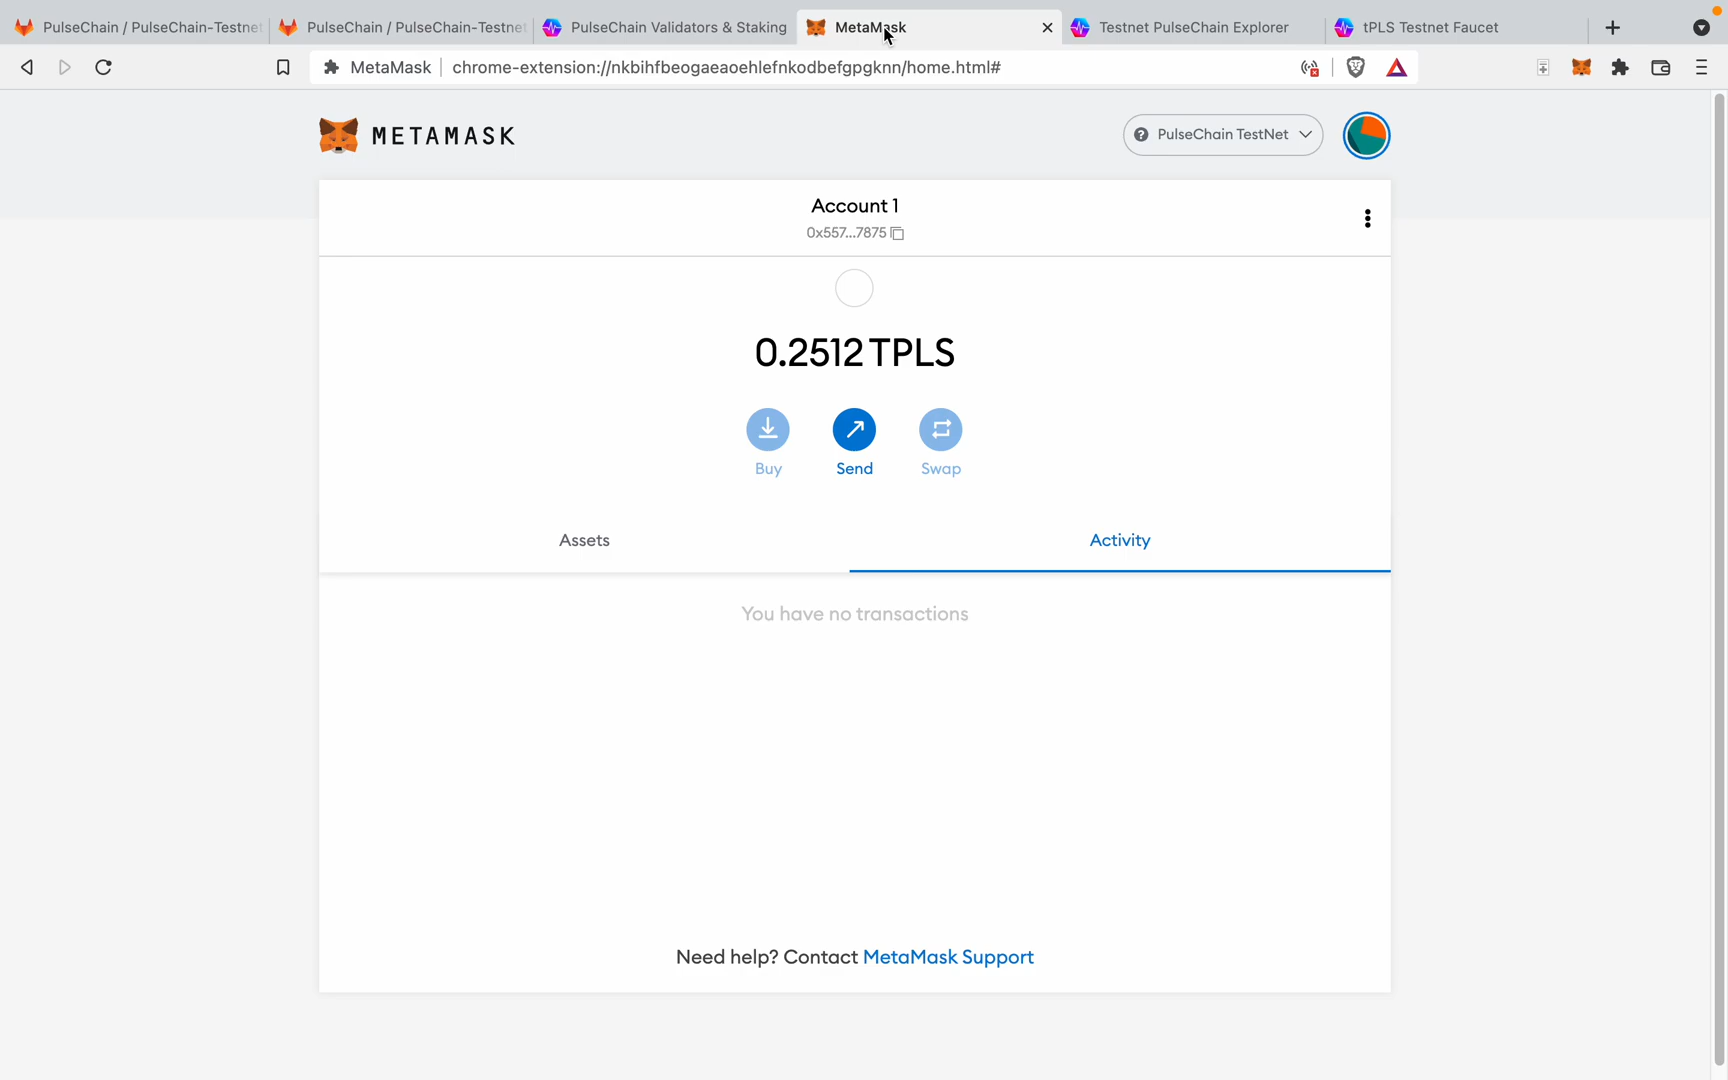 PulseChain / PulseChain-Testnet
PulseChain / PulseChain-Testnet
PulseChain Validators & Staking
MetaMask
Testnet PulseChain Explorer
tPLS Testnet Faucet
MetaMask
chrome-extension://nkbihfbeogaeaoehlefnkodbefgpgknn/home.html#
METAMASK
PulseChain TestNet
Account 1
0x557...7875
0.2512 TPLS
Buy
Send
Swap
Assets
Activity
You have no transactions
Need help? Contact MetaMask Support